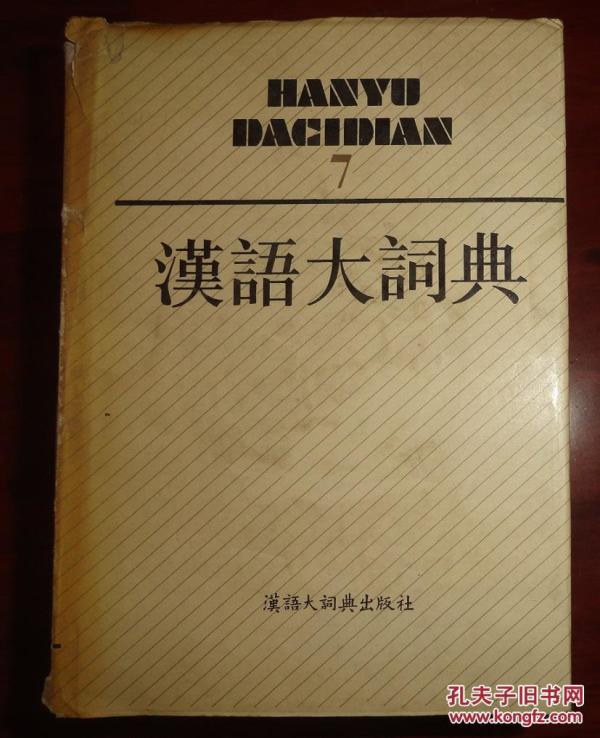 HANYU
DACIDIAN
7
漢語大詞典
漢語大詞典出版社
孔夫子旧书网
www.kongfz.com